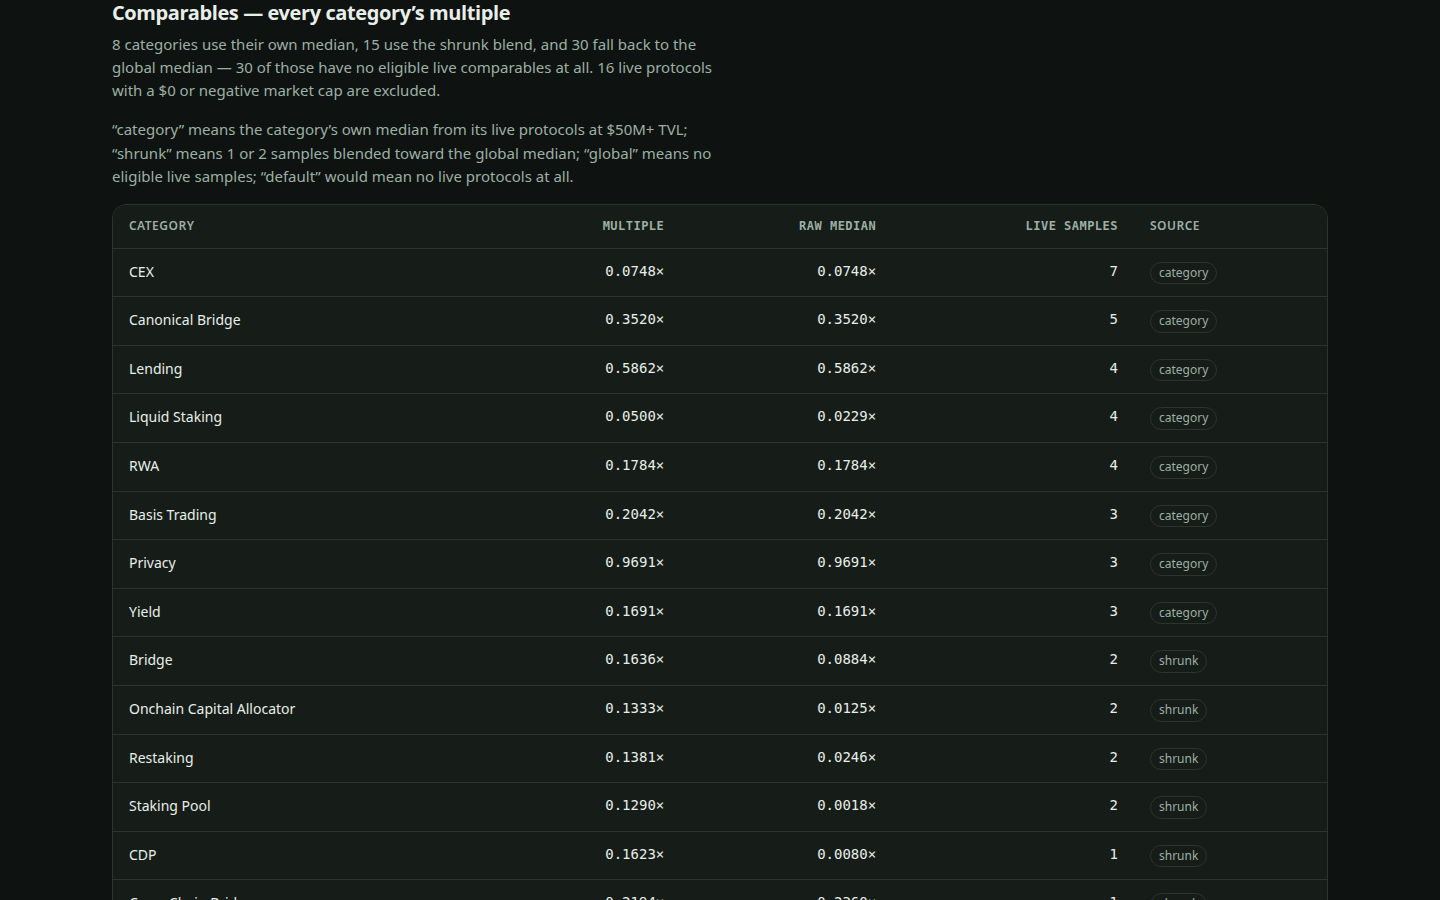 Comparables — every category’s multiple
8 categories use their own median, 15 use the shrunk blend, and 30 fall back to the
global median — 30 of those have no eligible live comparables at all. 16 live protocols
with a $0 or negative market cap are excluded.
“category” means the category’s own median from its live protocols at $50M+ TVL;
“shrunk” means 1 or 2 samples blended toward the global median; “global” means no
eligible live samples; “default” would mean no live protocols at all.
CATEGORY MULTIPLE RAW MEDIAN LIVE SAMPLES SOURCE
CEX 0.0748× 0.0748× 7 category
Canonical Bridge 0.3520× 0.3520× 5 category
Lending 0.5862× 0.5862× 4 category
Liquid Staking 0.0500× 0.0229× 4 category
RWA 0.1784× 0.1784× 4 category
Basis Trading 0.2042× 0.2042× 3 category
Privacy 0.9691× 0.9691× 3 category
Yield 0.1691× 0.1691× 3 category
Bridge 0.1636× 0.0884× 2 shrunk
Onchain Capital Allocator 0.1333× 0.0125× 2 shrunk
Restaking 0.1381× 0.0246× 2 shrunk
Staking Pool 0.1290× 0.0018× 2 shrunk
CDP 0.1623× 0.0080× 1 shrunk